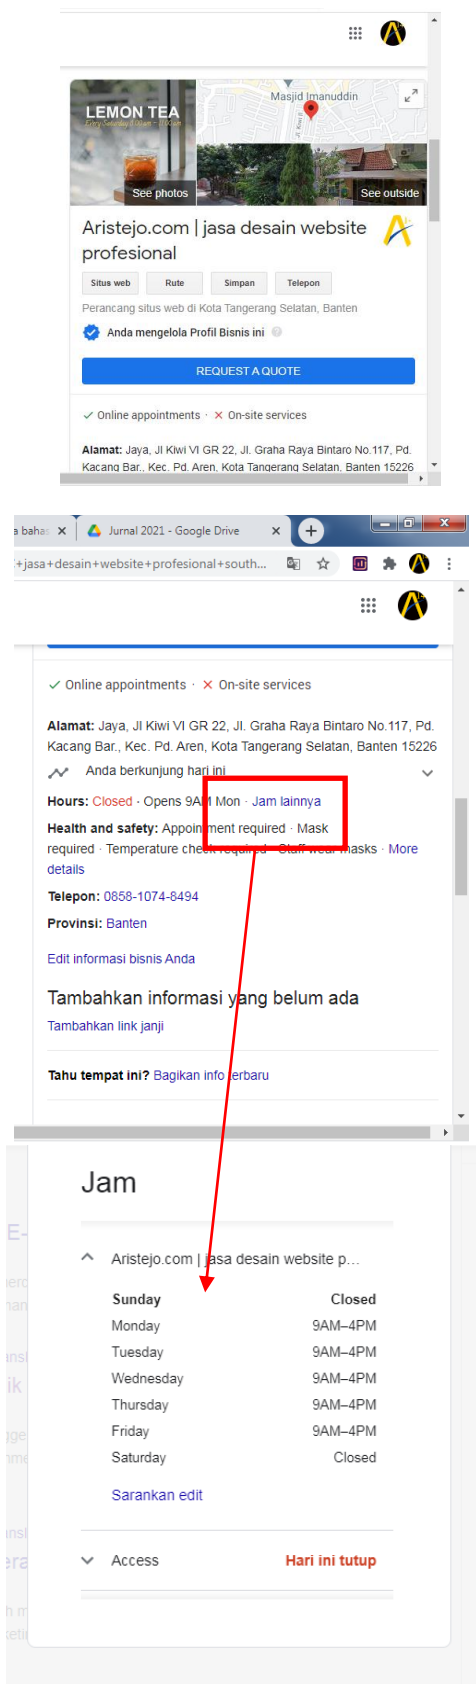 Masjid Imanuddin
LEMON TEA
See photos
See outside
Aristejo.com | jasa desain website
profesional
Situs web Rute Simpan Telepon
Perancang situs web di Kota Tangerang Selatan, Banten
Anda mengelola Profil Bisnis ini
REQUEST A QUOTE
✓ Online appointments · × On-site services
Alamat: Jaya, Jl Kiwi VI GR 22, Jl. Graha Raya Bintaro No.117, Pd.
Kacang Bar., Kec. Pd. Aren, Kota Tangerang Selatan, Banten 15226
a bahas × Jurnal 2021 - Google Drive ×
+jasa+desain+website+profesional+south...
✓ Online appointments · × On-site services
Alamat: Jaya, Jl Kiwi VI GR 22, Jl. Graha Raya Bintaro No.117, Pd.
Kacang Bar., Kec. Pd. Aren, Kota Tangerang Selatan, Banten 15226
Anda berkunjung hari ini
Hours: Closed · Opens 9AM Mon · Jam lainnya
Health and safety: Appointment required · Mask
required · Temperature check required · Staff wear masks · More
details
Telepon: 0858-1074-8494
Provinsi: Banten
Edit informasi bisnis Anda
Tambahkan informasi yang belum ada
Tambahkan link janji
Tahu tempat ini? Bagikan info terbaru
Jam
Aristejo.com | jasa desain website p...
Sunday Closed
Monday 9AM–4PM
Tuesday 9AM–4PM
Wednesday 9AM–4PM
Thursday 9AM–4PM
Friday 9AM–4PM
Saturday Closed
Sarankan edit
Access Hari ini tutup